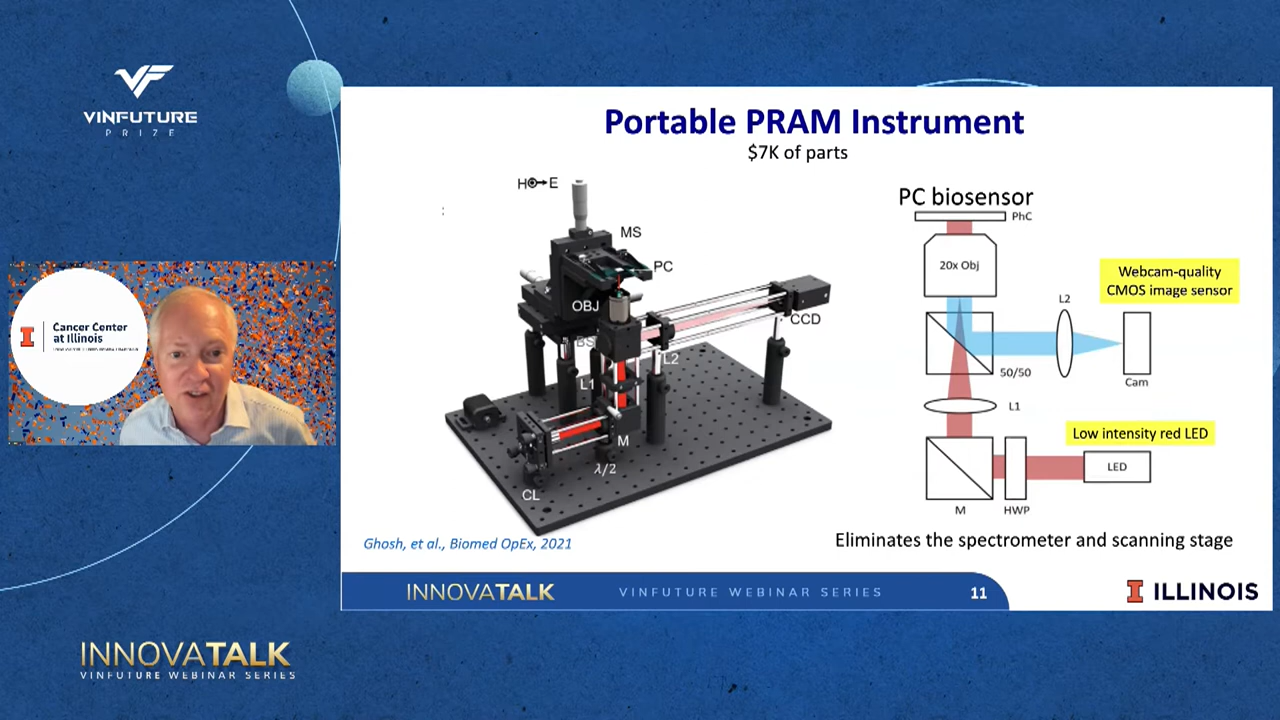 VINFUTURE
PRIZE
Cancer Center
at Illinois
Portable PRAM Instrument
$7K of parts
H
E
MS
PC
OBJ
BS
CCD
L2
L1
M
λ/2
CL
PC biosensor
PhC
20x Obj
Webcam-quality
CMOS image sensor
L2
50/50
Cam
L1
Low intensity red LED
LED
M
HWP
Ghosh, et al., Biomed OpEx, 2021
Eliminates the spectrometer and scanning stage
INNOVATALK
VINFUTURE WEBINAR SERIES
11
ILLINOIS
INNOVATALK
VINFUTURE WEBINAR SERIES